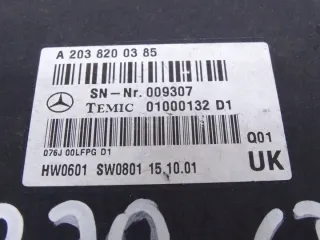 A 203 820 03 85
SN-Nr. 009307
TEMIC 01000132 D1
076J 00LFPG D1
Q01
HW0601 SW0801 15.10.01
UK